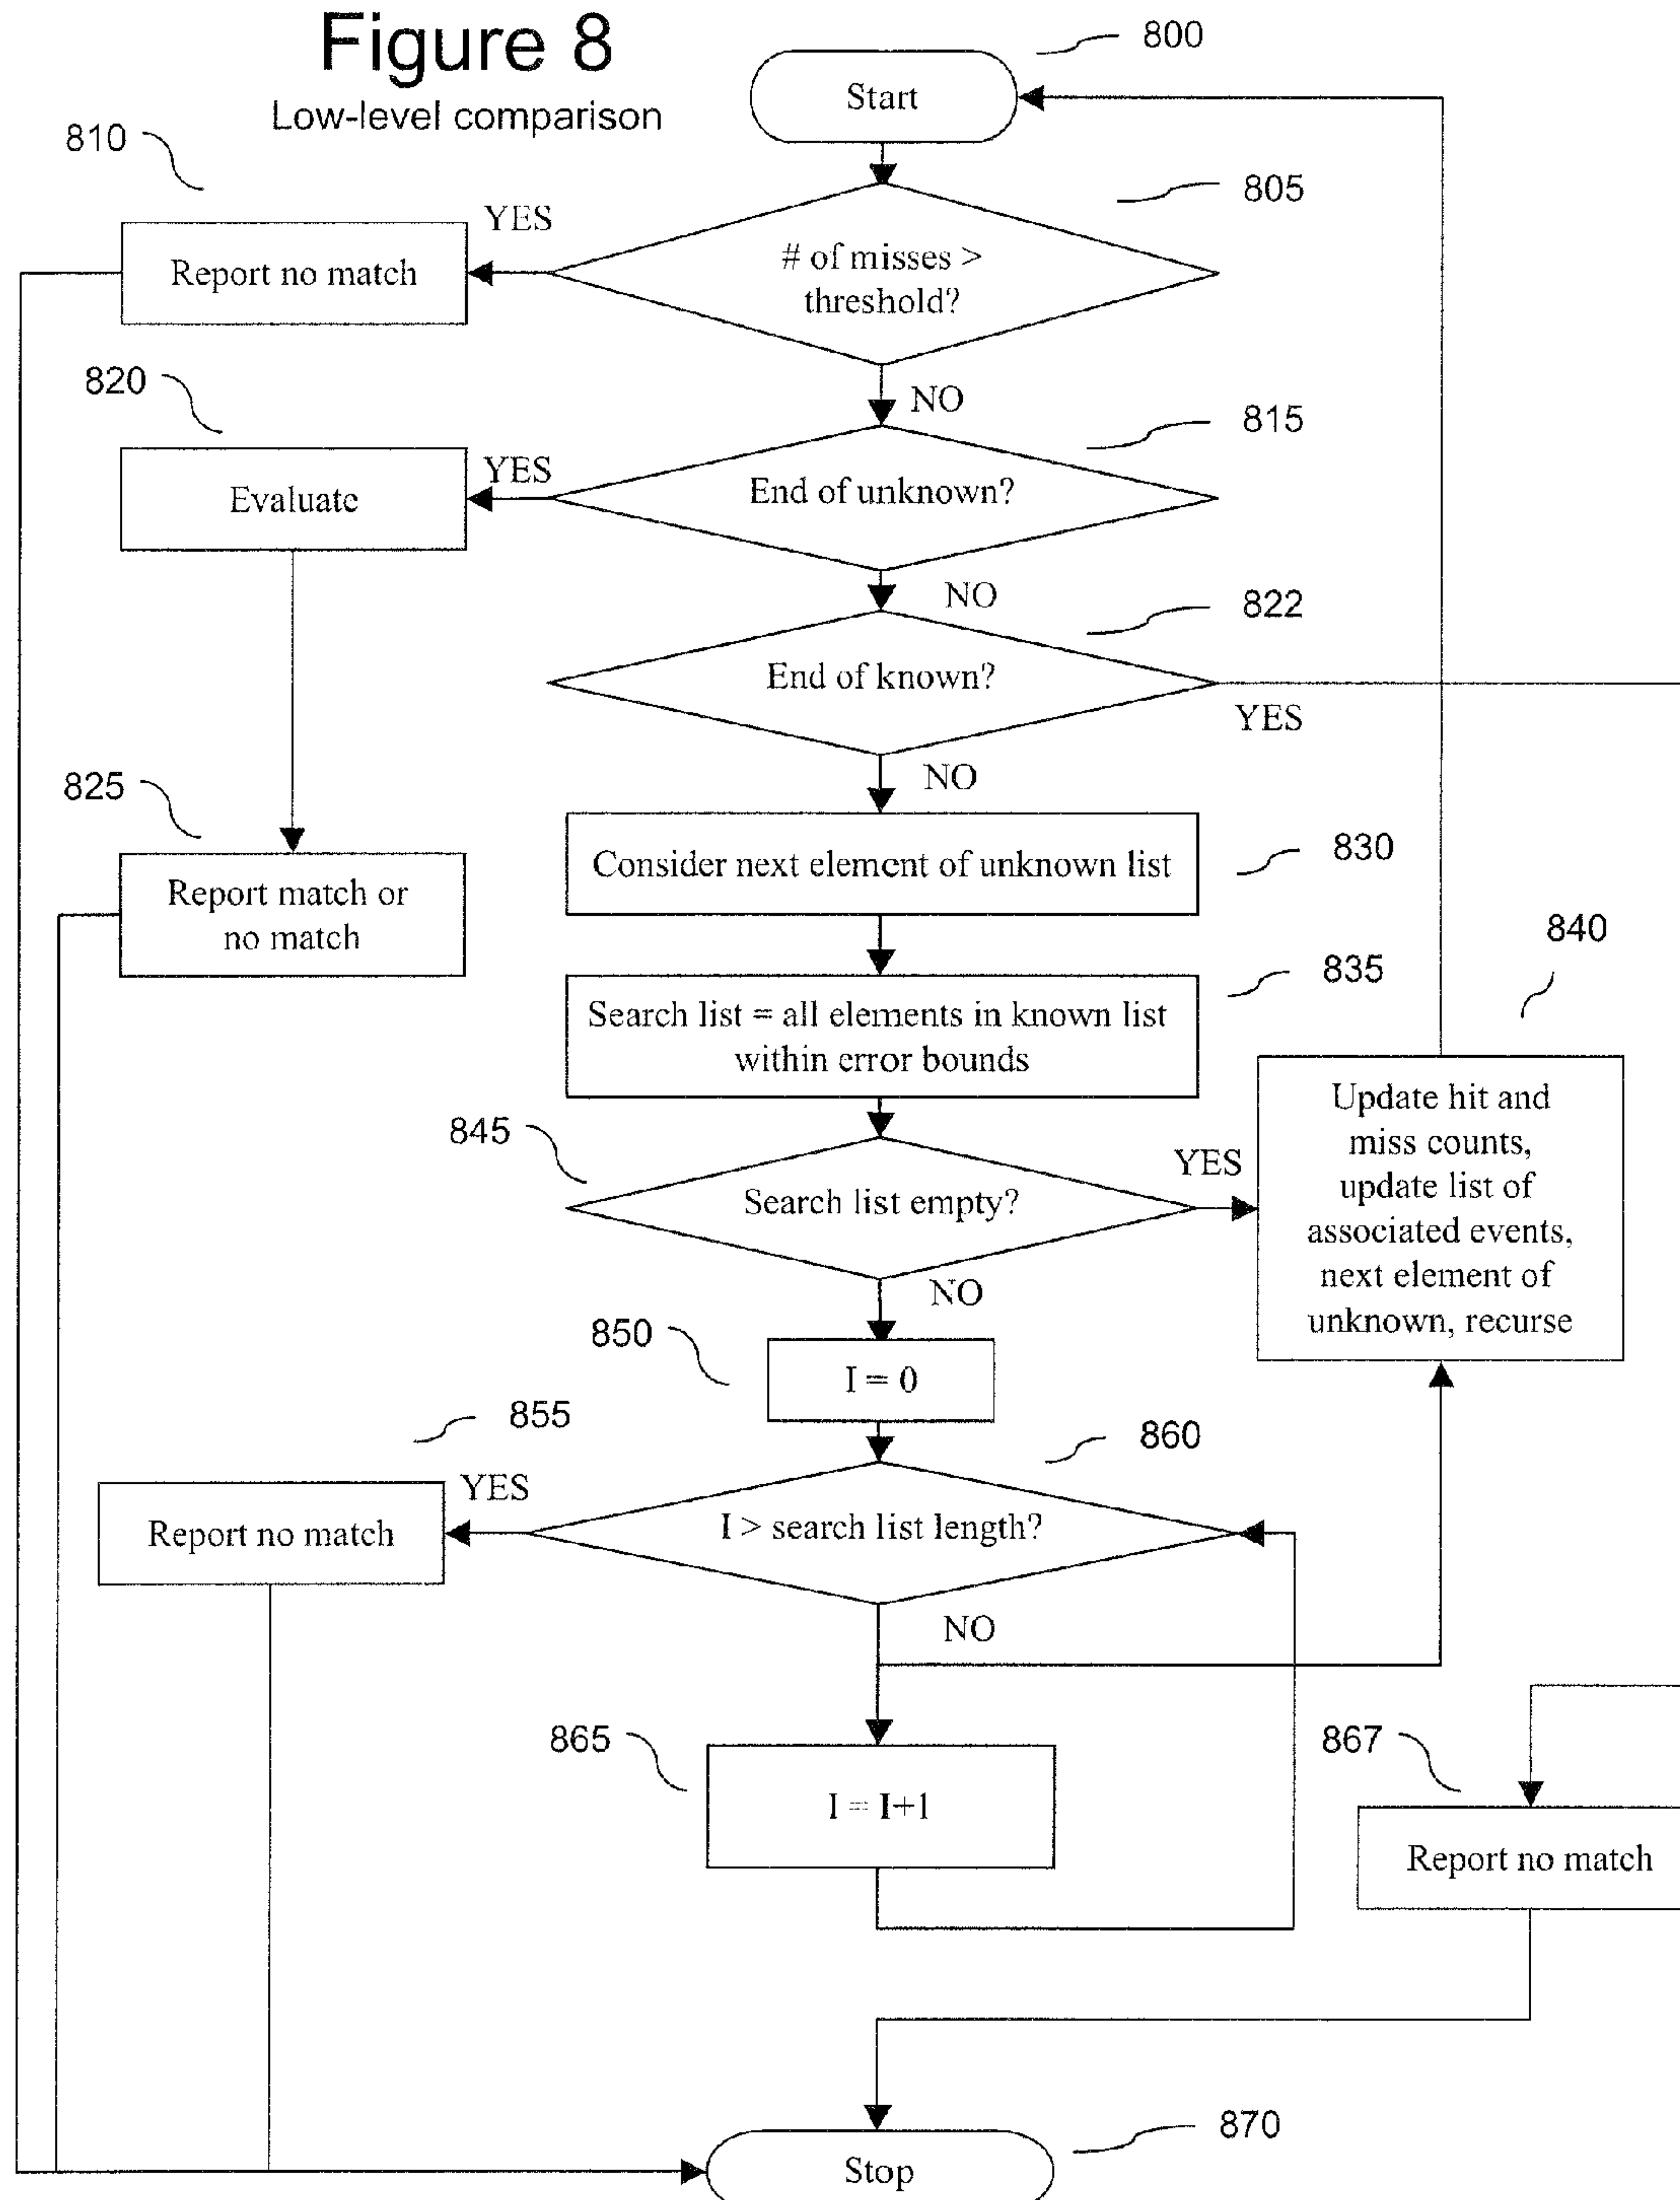 Figure 8
Low-level comparison
800
Start
810
805
YES
# of misses >
threshold?
Report no match
820
NO
815
YES
End of unknown?
Evaluate
NO
822
End of known?
YES
825
NO
Consider next element of unknown list
830
Report match or
no match
840
835
Search list = all elements in known list
within error bounds
845
YES
Search list empty?
Update hit and
miss counts,
update list of
associated events,
next element of
unknown, recurse
NO
850
I = 0
855
860
YES
I > search list length?
Report no match
NO
865
867
I = I+1
Report no match
870
Stop